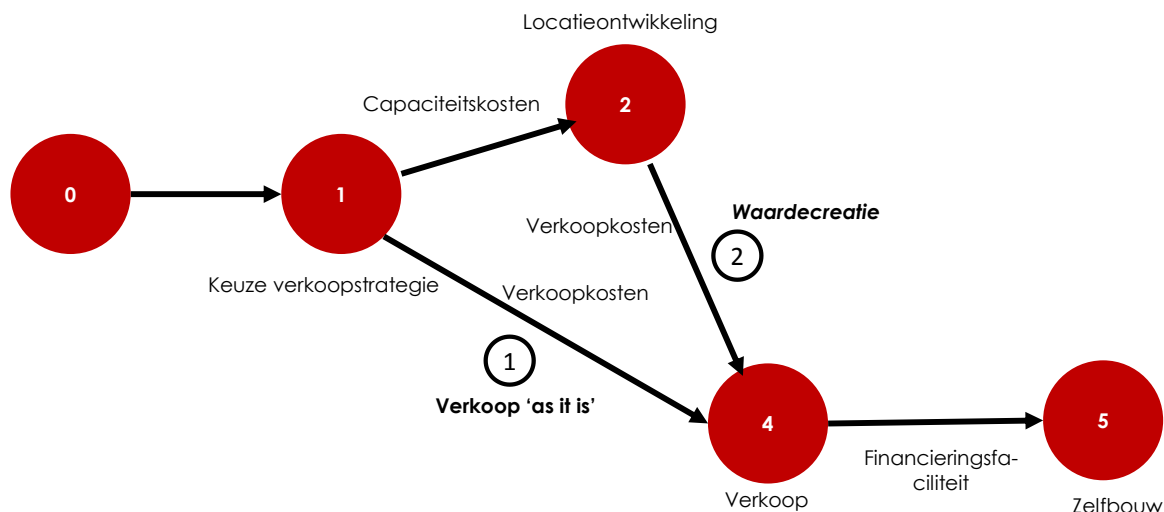 Locatieontwikkeling
Capaciteitskosten
2
0
1
Waardecreatie
Verkoopkosten
2
Keuze verkoopstrategie
Verkoopkosten
1
Verkoop ‘as it is’
4
5
Financieringsfa-
ciliteit
Verkoop
Zelfbouw